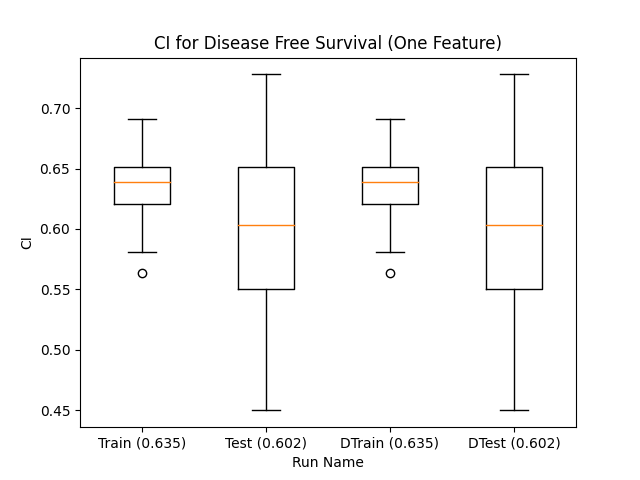 CI for Disease Free Survival (One Feature)
CI
0.70
0.65
0.60
0.55
0.50
0.45
Train (0.635)
Test (0.602)
DTrain (0.635)
DTest (0.602)
Run Name